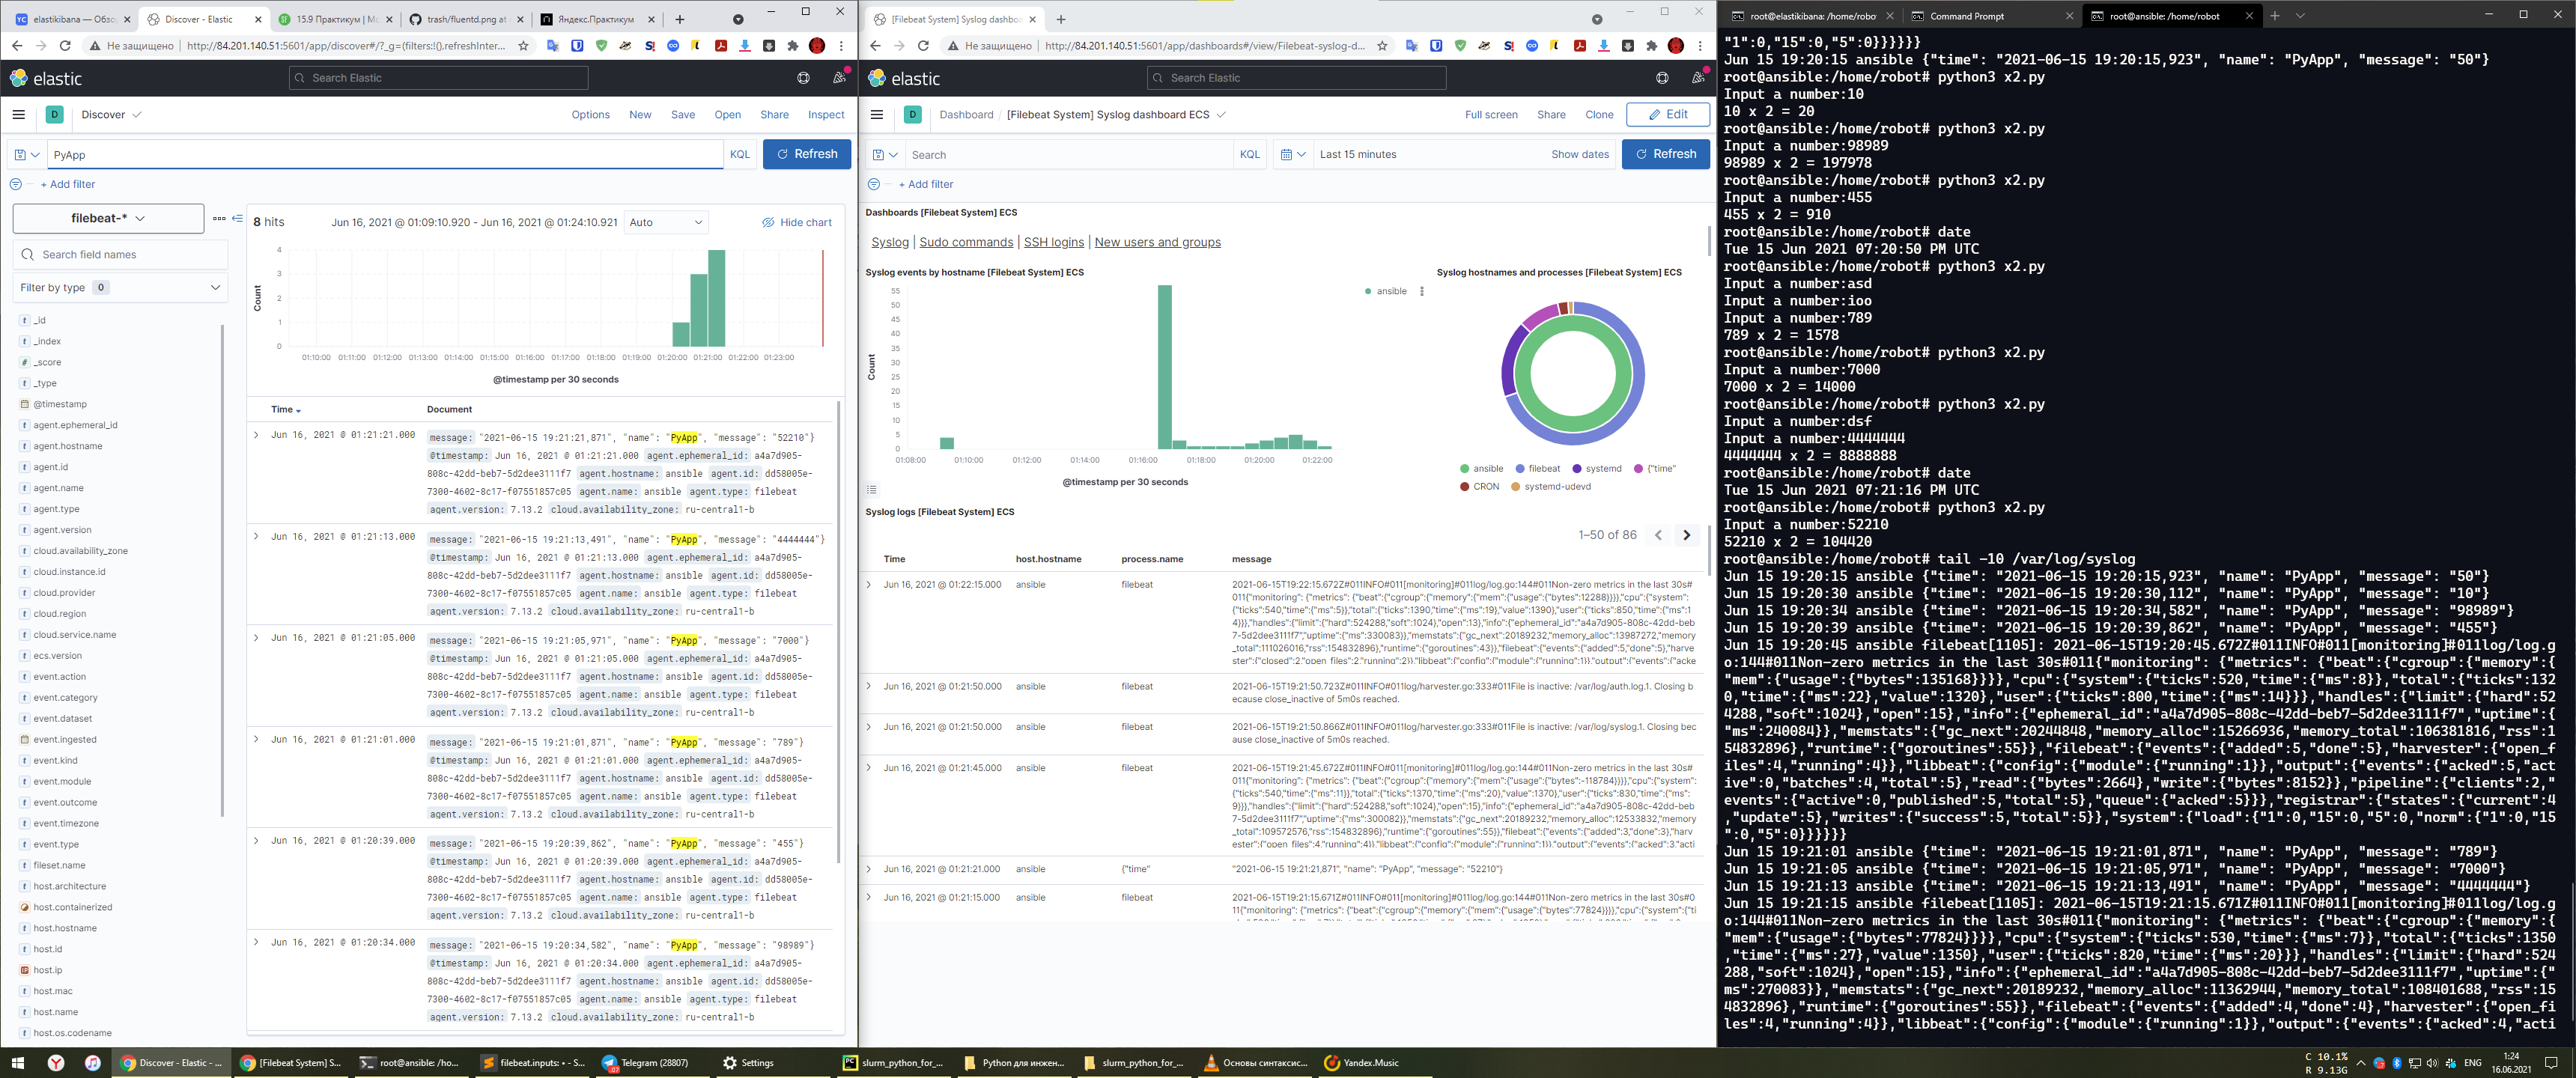 elastikibana — Обзор
Discover - Elastic
15.9 Практикум | Мо
trash/fluentd.png at
Яндекс.Практикум
Не защищено
http://84.201.140.51:5601/app/discover#/?_g=(filters:!(),refreshInter...
elastic
Search Elastic
D
Discover
Options
New
Save
Open
Share
Inspect
PyApp
KQL
Refresh
+ Add filter
filebeat-*
Search field names
Filter by type 0
_id
_index
_score
_type
@timestamp
agent.ephemeral_id
agent.hostname
agent.id
agent.name
agent.type
agent.version
cloud.availability_zone
cloud.instance.id
cloud.provider
cloud.region
cloud.service.name
ecs.version
event.action
event.category
event.dataset
event.ingested
event.kind
event.module
event.outcome
event.timezone
event.type
fileset.name
host.architecture
host.containerized
host.hostname
host.id
host.ip
host.mac
host.name
host.os.codename
8 hits
Jun 16, 2021 @ 01:09:10.920 - Jun 16, 2021 @ 01:24:10.921
Auto
Hide chart
Count
4
3
2
1
0
01:10:00 01:11:00 01:12:00 01:13:00 01:14:00 01:15:00 01:16:00 01:17:00 01:18:00 01:19:00 01:20:00 01:21:00 01:22:00 01:23:00
@timestamp per 30 seconds
Time Document
Jun 16, 2021 @ 01:21:21.000 message: "2021-06-15 19:21:21,871", "name": "PyApp", "message": "52210"}
@timestamp: Jun 16, 2021 @ 01:21:21.000 agent.ephemeral_id: a4a7d905-
808c-42dd-beb7-5d2dee3111f7 agent.hostname: ansible agent.id: dd58005e-
7300-4602-8c17-f07551857c05 agent.name: ansible agent.type: filebeat
agent.version: 7.13.2 cloud.availability_zone: ru-central1-b
Jun 16, 2021 @ 01:21:13.000 message: "2021-06-15 19:21:13,491", "name": "PyApp", "message": "4444444"}
@timestamp: Jun 16, 2021 @ 01:21:13.000 agent.ephemeral_id: a4a7d905-
808c-42dd-beb7-5d2dee3111f7 agent.hostname: ansible agent.id: dd58005e-
7300-4602-8c17-f07551857c05 agent.name: ansible agent.type: filebeat
agent.version: 7.13.2 cloud.availability_zone: ru-central1-b
Jun 16, 2021 @ 01:21:05.000 message: "2021-06-15 19:21:05,971", "name": "PyApp", "message": "7000"}
@timestamp: Jun 16, 2021 @ 01:21:05.000 agent.ephemeral_id: a4a7d905-
808c-42dd-beb7-5d2dee3111f7 agent.hostname: ansible agent.id: dd58005e-
7300-4602-8c17-f07551857c05 agent.name: ansible agent.type: filebeat
agent.version: 7.13.2 cloud.availability_zone: ru-central1-b
Jun 16, 2021 @ 01:21:01.000 message: "2021-06-15 19:21:01,871", "name": "PyApp", "message": "789"}
@timestamp: Jun 16, 2021 @ 01:21:01.000 agent.ephemeral_id: a4a7d905-
808c-42dd-beb7-5d2dee3111f7 agent.hostname: ansible agent.id: dd58005e-
7300-4602-8c17-f07551857c05 agent.name: ansible agent.type: filebeat
agent.version: 7.13.2 cloud.availability_zone: ru-central1-b
Jun 16, 2021 @ 01:20:39.000 message: "2021-06-15 19:20:39,862", "name": "PyApp", "message": "455"}
@timestamp: Jun 16, 2021 @ 01:20:39.000 agent.ephemeral_id: a4a7d905-
808c-42dd-beb7-5d2dee3111f7 agent.hostname: ansible agent.id: dd58005e-
7300-4602-8c17-f07551857c05 agent.name: ansible agent.type: filebeat
agent.version: 7.13.2 cloud.availability_zone: ru-central1-b
Jun 16, 2021 @ 01:20:34.000 message: "2021-06-15 19:20:34,582", "name": "PyApp", "message": "98989"}
@timestamp: Jun 16, 2021 @ 01:20:34.000 agent.ephemeral_id: a4a7d905-
808c-42dd-beb7-5d2dee3111f7 agent.hostname: ansible agent.id: dd58005e-
7300-4602-8c17-f07551857c05 agent.name: ansible agent.type: filebeat
agent.version: 7.13.2 cloud.availability_zone: ru-central1-b
[Filebeat System] Syslog dashboa
Не защищено
http://84.201.140.51:5601/app/dashboards#/view/Filebeat-syslog-d...
elastic
Search Elastic
D
Dashboard / [Filebeat System] Syslog dashboard ECS
Full screen
Share
Clone
Edit
Search
KQL
Last 15 minutes
Show dates
Refresh
+ Add filter
Dashboards [Filebeat System] ECS
Syslog | Sudo commands | SSH logins | New users and groups
Syslog events by hostname [Filebeat System] ECS
Count
55
50
45
40
35
30
25
20
15
10
5
0
01:08:00 01:10:00 01:12:00 01:14:00 01:16:00 01:18:00 01:20:00 01:22:00
@timestamp per 30 seconds
ansible
Syslog hostnames and processes [Filebeat System] ECS
ansible filebeat systemd {"time"
CRON systemd-udevd
Syslog logs [Filebeat System] ECS
1–50 of 86
Time host.hostname process.name message
Jun 16, 2021 @ 01:22:15.000 ansible filebeat 2021-06-15T19:22:15.672Z#011INFO#011[monitoring]#011log/log.go:144#011Non-zero metrics in the last 30s#
011{"monitoring": {"metrics": {"beat":{"cgroup":{"memory":{"mem":{"usage":{"bytes":12288}}}},"cpu":{"system":
{"ticks":540,"time":{"ms":5}},"total":{"ticks":1390,"time":{"ms":19},"value":1390},"user":{"ticks":850,"time":{"ms":1
4}}},"handles":{"limit":{"hard":524288,"soft":1024},"open":13},"info":{"ephemeral_id":"a4a7d905-808c-42dd-beb
7-5d2dee3111f7","uptime":{"ms":330083}},"memstats":{"gc_next":20189232,"memory_alloc":13987272,"memory
_total":111026016,"rss":154832896},"runtime":{"goroutines":43}},"filebeat":{"events":{"added":5,"done":5},"harve
ster":{"closed":2,"open_files":2,"running":2}},"libbeat":{"config":{"module":{"running":1}},"output":{"events":{"acke
Jun 16, 2021 @ 01:21:50.000 ansible filebeat 2021-06-15T19:21:50.723Z#011INFO#011log/harvester.go:333#011File is inactive: /var/log/auth.log.1. Closing b
ecause close_inactive of 5m0s reached.
Jun 16, 2021 @ 01:21:50.000 ansible filebeat 2021-06-15T19:21:50.866Z#011INFO#011log/harvester.go:333#011File is inactive: /var/log/syslog.1. Closing bec
ause close_inactive of 5m0s reached.
Jun 16, 2021 @ 01:21:45.000 ansible filebeat 2021-06-15T19:21:45.672Z#011INFO#011[monitoring]#011log/log.go:144#011Non-zero metrics in the last 30s#
011{"monitoring": {"metrics": {"beat":{"cgroup":{"memory":{"mem":{"usage":{"bytes":-118784}}}},"cpu":{"system":
{"ticks":540,"time":{"ms":11}},"total":{"ticks":1370,"time":{"ms":20},"value":1370},"user":{"ticks":830,"time":{"ms":
9}}},"handles":{"limit":{"hard":524288,"soft":1024},"open":15},"info":{"ephemeral_id":"a4a7d905-808c-42dd-beb
7-5d2dee3111f7","uptime":{"ms":300082}},"memstats":{"gc_next":20189232,"memory_alloc":12533832,"memory
_total":109572576,"rss":154832896},"runtime":{"goroutines":55}},"filebeat":{"events":{"added":3,"done":3},"harv
ester":{"open_files":4,"running":4}},"libbeat":{"config":{"module":{"running":1}},"output":{"events":{"acked":3,"acti
Jun 16, 2021 @ 01:21:21.000 ansible {"time" "2021-06-15 19:21:21,871", "name": "PyApp", "message": "52210"}
Jun 16, 2021 @ 01:21:15.000 ansible filebeat 2021-06-15T19:21:15.671Z#011INFO#011[monitoring]#011log/log.go:144#011Non-zero metrics in the last 30s#
011{"monitoring": {"metrics": {"beat":{"cgroup":{"memory":{"mem":{"usage":{"bytes":77824}}}},"cpu":{"system":{"ti
root@elastikibana: /home/robo
Command Prompt
root@ansible: /home/robot
"1":0,"15":0,"5":0}}}}}}
Jun 15 19:20:15 ansible {"time": "2021-06-15 19:20:15,923", "name": "PyApp", "message": "50"}
root@ansible:/home/robot# python3 x2.py
Input a number:10
10 x 2 = 20
root@ansible:/home/robot# python3 x2.py
Input a number:98989
98989 x 2 = 197978
root@ansible:/home/robot# python3 x2.py
Input a number:455
455 x 2 = 910
root@ansible:/home/robot# date
Tue 15 Jun 2021 07:20:50 PM UTC
root@ansible:/home/robot# python3 x2.py
Input a number:asd
Input a number:ioo
Input a number:789
789 x 2 = 1578
root@ansible:/home/robot# python3 x2.py
Input a number:7000
7000 x 2 = 14000
root@ansible:/home/robot# python3 x2.py
Input a number:dsf
Input a number:4444444
4444444 x 2 = 8888888
root@ansible:/home/robot# date
Tue 15 Jun 2021 07:21:16 PM UTC
root@ansible:/home/robot# python3 x2.py
Input a number:52210
52210 x 2 = 104420
root@ansible:/home/robot# tail -10 /var/log/syslog
Jun 15 19:20:15 ansible {"time": "2021-06-15 19:20:15,923", "name": "PyApp", "message": "50"}
Jun 15 19:20:30 ansible {"time": "2021-06-15 19:20:30,112", "name": "PyApp", "message": "10"}
Jun 15 19:20:34 ansible {"time": "2021-06-15 19:20:34,582", "name": "PyApp", "message": "98989"}
Jun 15 19:20:39 ansible {"time": "2021-06-15 19:20:39,862", "name": "PyApp", "message": "455"}
Jun 15 19:20:45 ansible filebeat[1105]: 2021-06-15T19:20:45.672Z#011INFO#011[monitoring]#011log/log.g
o:144#011Non-zero metrics in the last 30s#011{"monitoring": {"metrics": {"beat":{"cgroup":{"memory":{
"mem":{"usage":{"bytes":135168}}}},"cpu":{"system":{"ticks":520,"time":{"ms":8}},"total":{"ticks":132
0,"time":{"ms":22},"value":1320},"user":{"ticks":800,"time":{"ms":14}}},"handles":{"limit":{"hard":52
4288,"soft":1024},"open":15},"info":{"ephemeral_id":"a4a7d905-808c-42dd-beb7-5d2dee3111f7","uptime":{
"ms":240084}},"memstats":{"gc_next":20244848,"memory_alloc":15266936,"memory_total":106381816,"rss":1
54832896},"runtime":{"goroutines":55}},"filebeat":{"events":{"added":5,"done":5},"harvester":{"open_f
iles":4,"running":4}},"libbeat":{"config":{"module":{"running":1}},"output":{"events":{"acked":5,"act
ive":0,"batches":4,"total":5},"read":{"bytes":2664},"write":{"bytes":8152}},"pipeline":{"clients":2,"
events":{"active":0,"published":5,"total":5},"queue":{"acked":5}}},"registrar":{"states":{"current":4
,"update":5},"writes":{"success":5,"total":5}},"system":{"load":{"1":0,"15":0,"5":0,"norm":{"1":0,"15
":0,"5":0}}}}}}
Jun 15 19:21:01 ansible {"time": "2021-06-15 19:21:01,871", "name": "PyApp", "message": "789"}
Jun 15 19:21:05 ansible {"time": "2021-06-15 19:21:05,971", "name": "PyApp", "message": "7000"}
Jun 15 19:21:13 ansible {"time": "2021-06-15 19:21:13,491", "name": "PyApp", "message": "4444444"}
Jun 15 19:21:15 ansible filebeat[1105]: 2021-06-15T19:21:15.671Z#011INFO#011[monitoring]#011log/log.g
o:144#011Non-zero metrics in the last 30s#011{"monitoring": {"metrics": {"beat":{"cgroup":{"memory":{
"mem":{"usage":{"bytes":77824}}}},"cpu":{"system":{"ticks":530,"time":{"ms":7}},"total":{"ticks":1350
,"time":{"ms":27},"value":1350},"user":{"ticks":820,"time":{"ms":20}}},"handles":{"limit":{"hard":524
288,"soft":1024},"open":15},"info":{"ephemeral_id":"a4a7d905-808c-42dd-beb7-5d2dee3111f7","uptime":{"
ms":270083}},"memstats":{"gc_next":20189232,"memory_alloc":11362944,"memory_total":108401688,"rss":15
4832896},"runtime":{"goroutines":55}},"filebeat":{"events":{"added":4,"done":4},"harvester":{"open_fi
les":4,"running":4}},"libbeat":{"config":{"module":{"running":1}},"output":{"events":{"acked":4,"acti
Discover - Elastic - ...
[Filebeat System] S...
root@ansible: /ho...
filebeat.inputs: • - S...
Telegram (28807)
Settings
slurm_python_for_...
Python для инжен...
slurm_python_for_...
Основы синтаксис...
Yandex.Music
C 10.1%
R 9.13G
ENG
1:24
16.06.2021